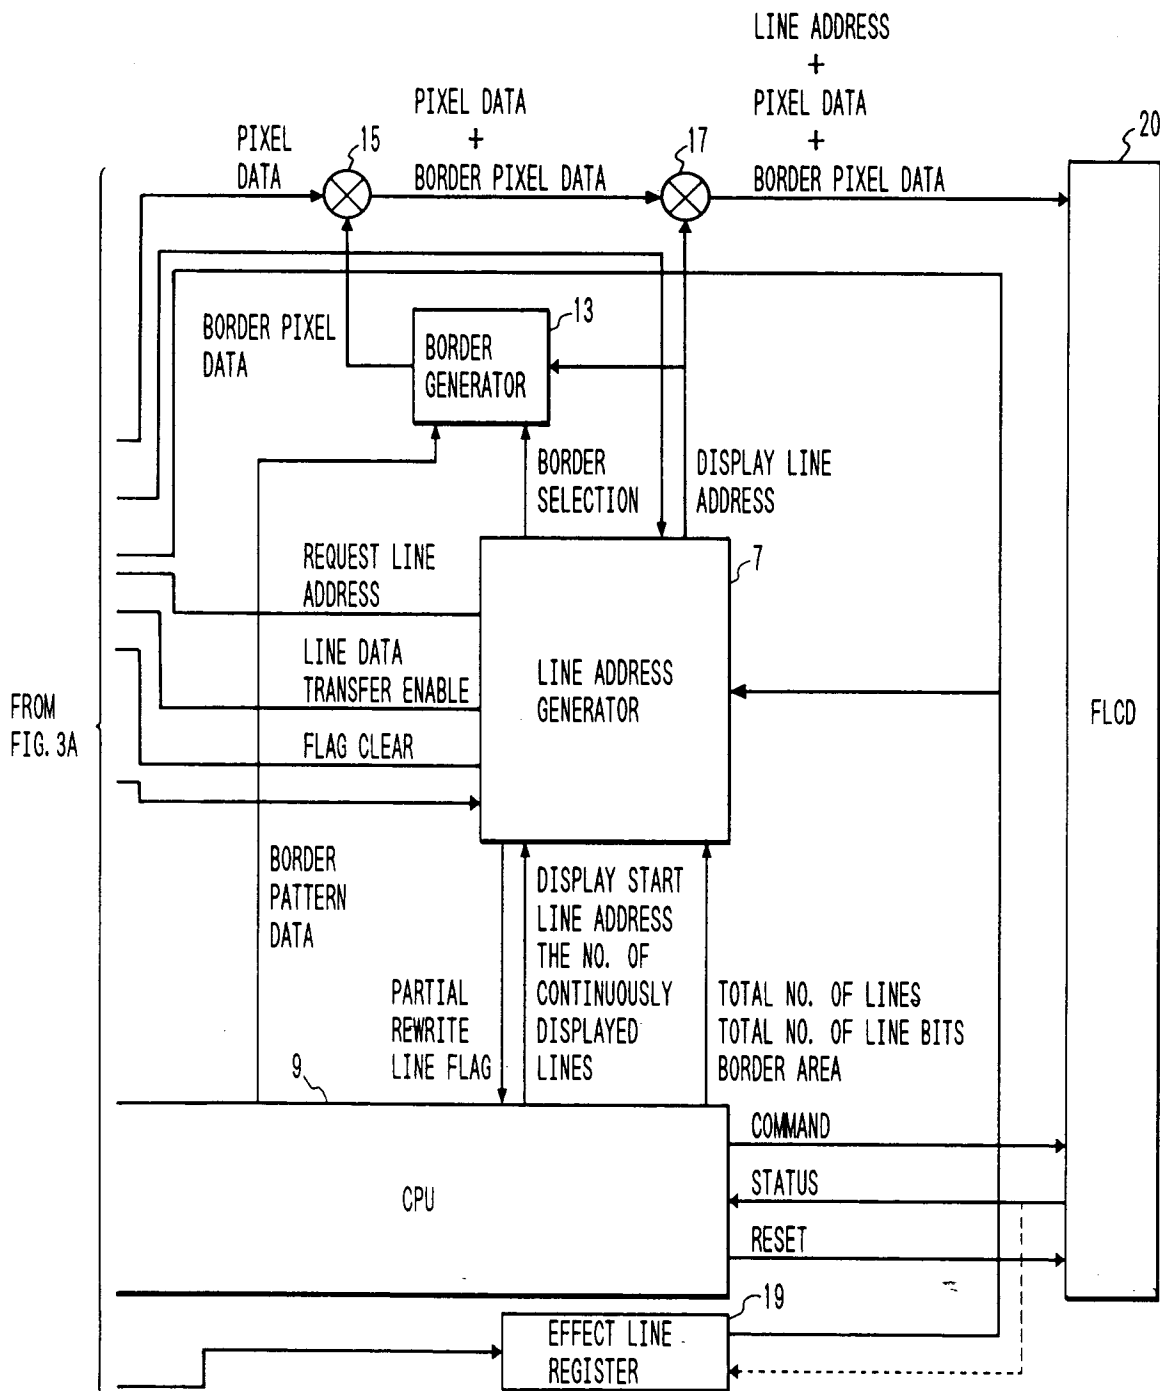 LINE ADDRESS
+
PIXEL DATA
+
BORDER PIXEL DATA
PIXEL DATA
+
BORDER PIXEL DATA
PIXEL
DATA
15
17
20
BORDER PIXEL
DATA
BORDER
GENERATOR
13
BORDER
SELECTION
DISPLAY LINE
ADDRESS
REQUEST LINE
ADDRESS
7
LINE DATA
TRANSFER ENABLE
LINE ADDRESS
GENERATOR
FLAG CLEAR
FROM
FIG. 3A
FLCD
BORDER
PATTERN
DATA
DISPLAY START
LINE ADDRESS
THE NO. OF
CONTINUOUSLY
DISPLAYED
LINES
PARTIAL
REWRITE
LINE FLAG
TOTAL NO. OF LINES
TOTAL NO. OF LINE BITS
BORDER AREA
9
CPU
COMMAND
STATUS
RESET
19
EFFECT LINE
REGISTER